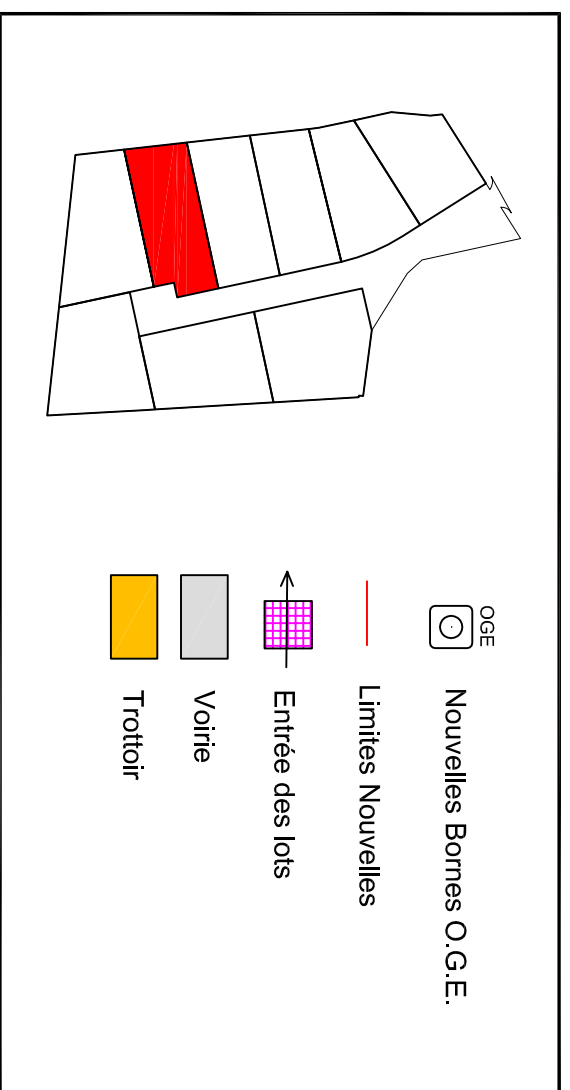 OGE
Nouvelles Bornes O.G.E.
Limites Nouvelles
Entrée des lots
Voirie
Trottoir